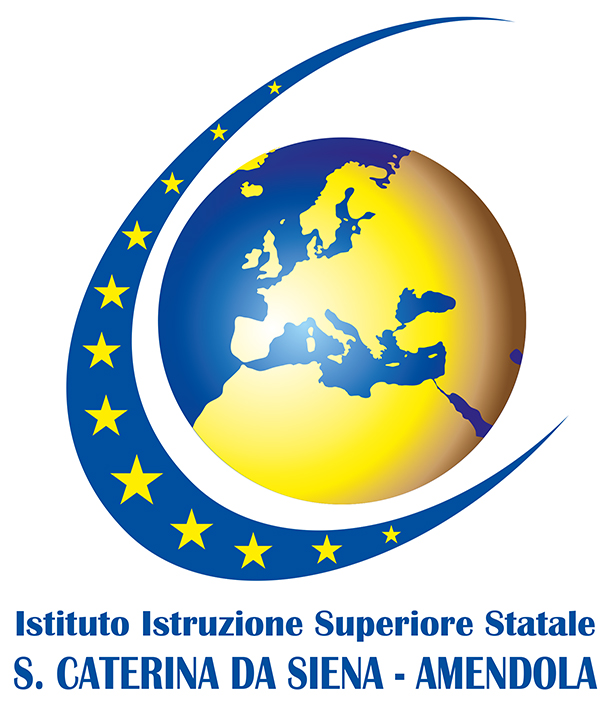 Istituto Istruzione Superiore Statale
S. CATERINA DA SIENA - AMENDOLA